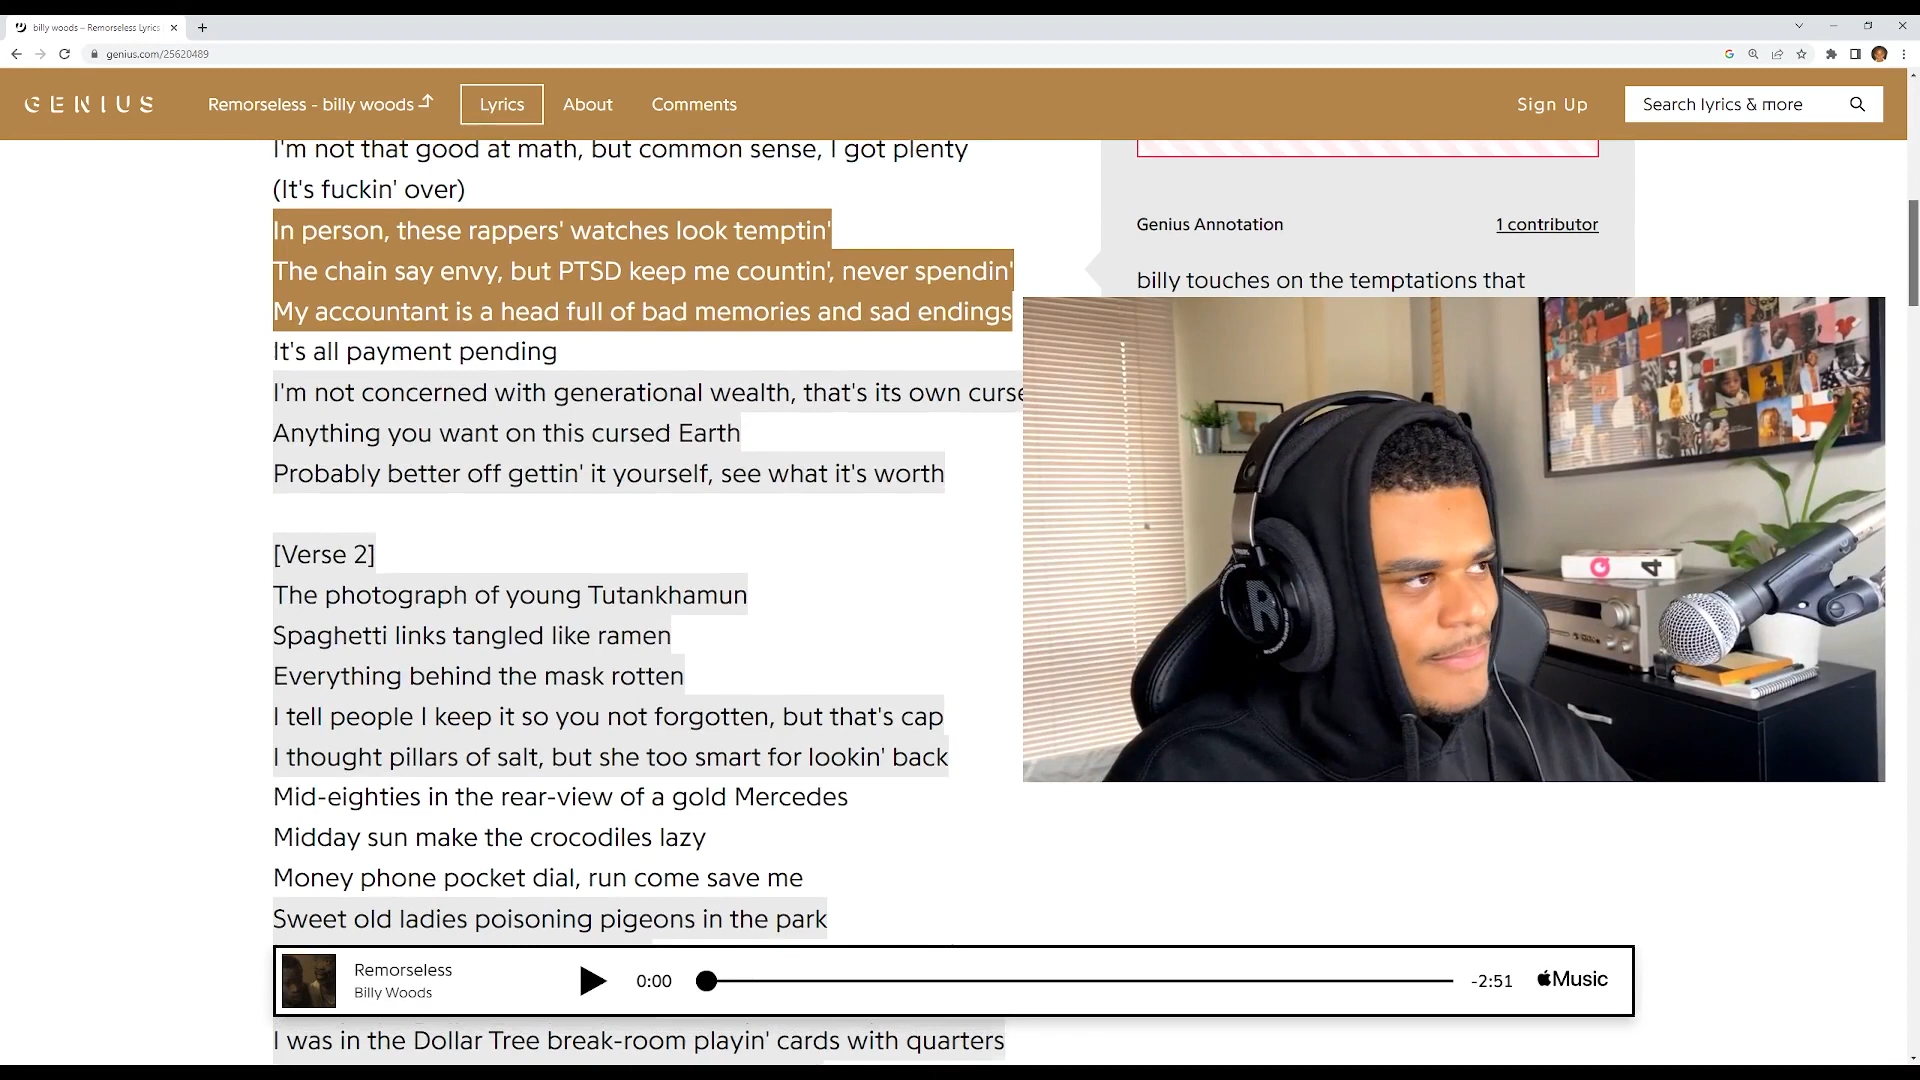 billy woods – Remorseless Lyrics
genius.com/25620489
GENIUS
Remorseless - billy woods
Lyrics
About
Comments
Sign Up
Search lyrics & more
I'm not that good at math, but common sense, I got plenty
(It's fuckin' over)
In person, these rappers' watches look temptin'
The chain say envy, but PTSD keep me countin', never spendin'
My accountant is a head full of bad memories and sad endings
It's all payment pending
I'm not concerned with generational wealth, that's its own curse
Anything you want on this cursed Earth
Probably better off gettin' it yourself, see what it's worth
Genius Annotation
1 contributor
billy touches on the temptations that
[Verse 2]
The photograph of young Tutankhamun
Spaghetti links tangled like ramen
Everything behind the mask rotten
I tell people I keep it so you not forgotten, but that's cap
I thought pillars of salt, but she too smart for lookin' back
Mid-eighties in the rear-view of a gold Mercedes
Midday sun make the crocodiles lazy
Money phone pocket dial, run come save me
Sweet old ladies poisoning pigeons in the park
Remorseless
Billy Woods
0:00
-2:51
Music
I was in the Dollar Tree break-room playin' cards with quarters
R
4